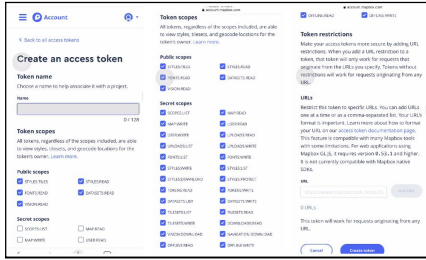 Account
Back to all access tokens
Create an access token
Token name
Choose a name to help associate it with a project.
Name
0 / 128
Token scopes
All tokens, regardless of the scopes included, are able
to view styles, tilesets, and geocode locations for the
token's owner. Learn more.
Public scopes
STYLES:TILES
STYLES:READ
FONTS:READ
DATASETS:READ
VISION:READ
Secret scopes
SCOPES:LIST
MAP:READ
MAP:WRITE
USER:READ
account.mapbox.com
Token scopes
All tokens, regardless of the scopes included, are able
to view styles, tilesets, and geocode locations for the
token's owner. Learn more.
Public scopes
STYLES:TILES
STYLES:READ
FONTS:READ
DATASETS:READ
VISION:READ
Secret scopes
SCOPES:LIST
MAP:READ
MAP:WRITE
USER:READ
USER:WRITE
UPLOADS:READ
UPLOADS:LIST
UPLOADS:WRITE
FONTS:LIST
FONTS:WRITE
STYLES:WRITE
STYLES:LIST
STYLES:DOWNLOAD
STYLES:PROTECT
TOKENS:READ
TOKENS:WRITE
DATASETS:LIST
DATASETS:WRITE
TILESETS:LIST
TILESETS:READ
TILESETS:WRITE
DOWNLOADS:READ
VISION:DOWNLOAD
NAVIGATION:DOWNLOAD
OFFLINE:READ
OFFLINE:WRITE
account.mapbox.com
OFFLINE:READ
OFFLINE:WRITE
Token restrictions
Make your access tokens more secure by adding URL
restrictions. When you add a URL restriction to a
token, that token will only work for requests that
originate from the URLs you specify. Tokens without
restrictions will work for requests originating from any
URL.
URLs
Restrict this token to specific URLs. You can add URLs
one at a time or as a comma-separated list. Your URL's
format is important. Learn more about how to format
your URL on our access token documentation page.
This feature is compatible with many Mapbox tools
with some limitations. For web applications using
Mapbox GL JS, it requires version 0.53.1 and higher.
It is not currently compatible with Mapbox native
SDKs.
URL
0 URLs
This token will work for requests originating from any
URL.
Cancel
Create token